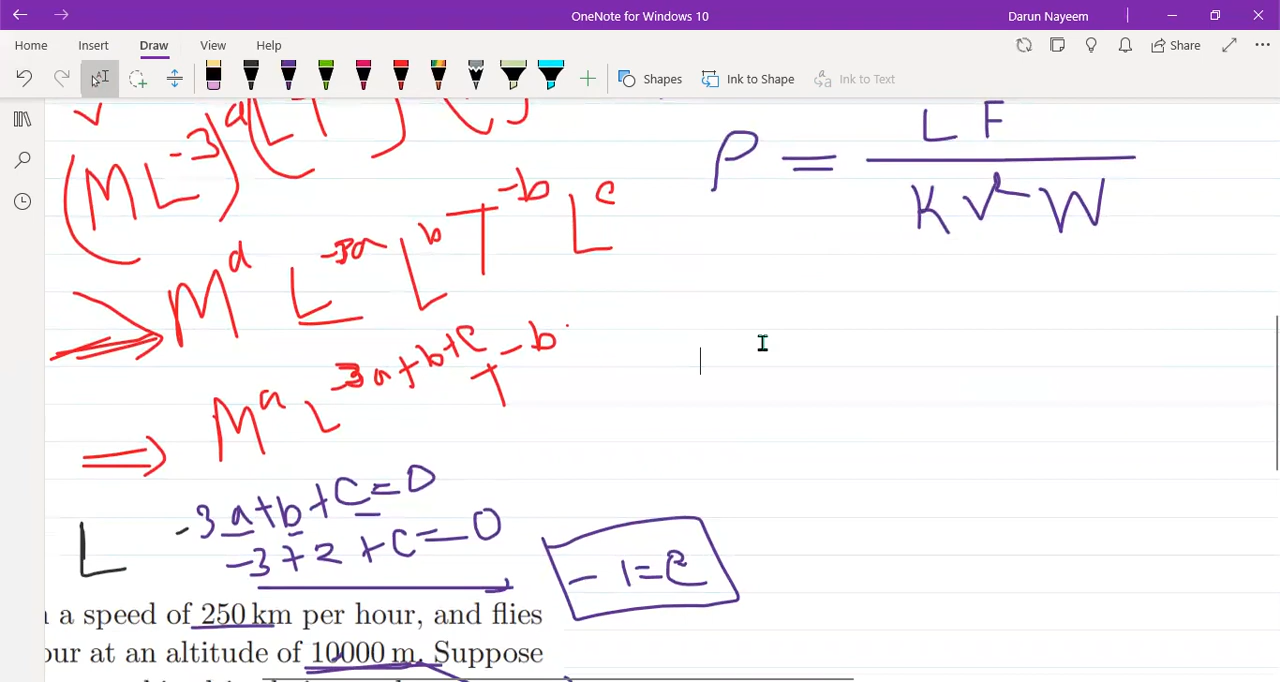 OneNote for Windows 10
Darun Nayeem
Home Insert Draw View Help
Share
Shapes
Ink to Shape
Ink to Text
(ML⁻³)ᵃ
ρ = L F / K V² W
⇒ Mᵃ L⁻³ᵃ Lᵇ T⁻ᵇ Lᶜ
⇒ Mᵃ L⁻³ᵃ⁺ᵇ⁺ᶜ T⁻ᵇ
L -3a+b+c=0
-3+2+c=0
-1=c
a speed of 250 km per hour, and flies
our at an altitude of 10000 m. Suppose